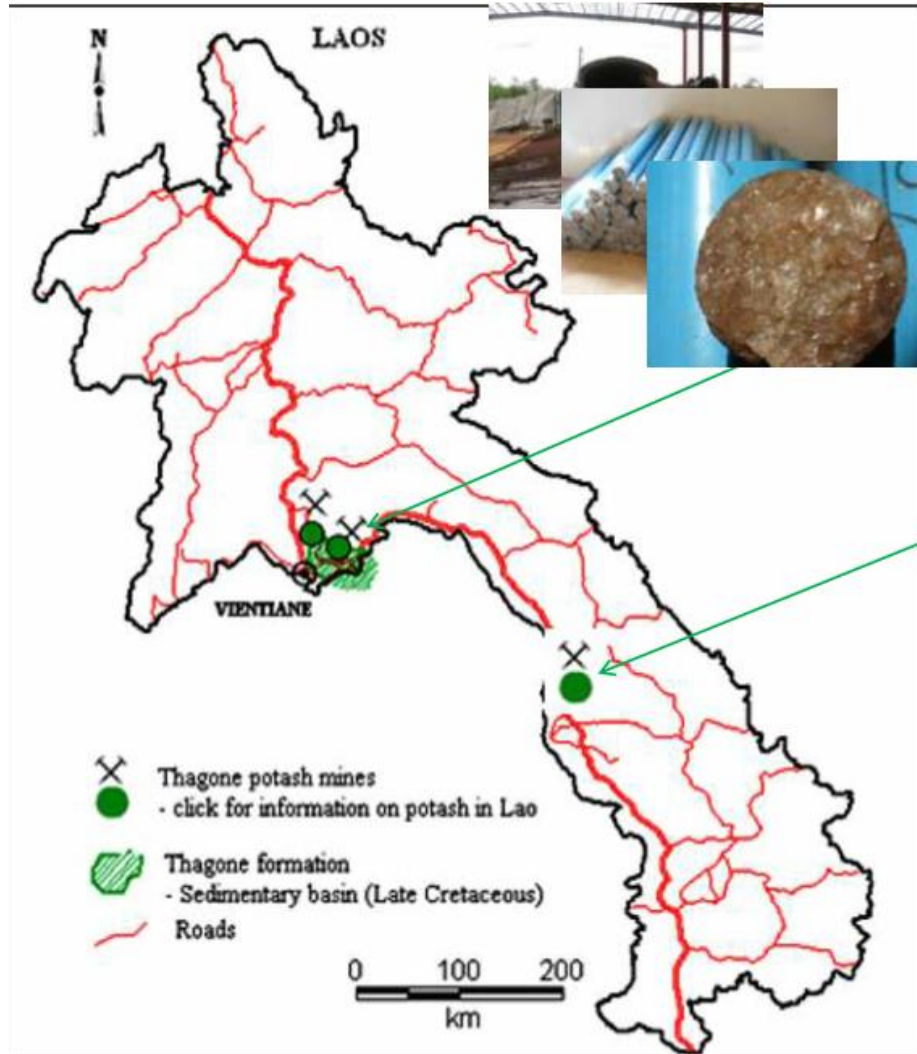 N
LAOS
VIENTIANE
Thagone potash mines
- click for information on potash in Lao
Thagone formation
- Sedimentary basin (Late Cretaceous)
Roads
0 100 200
km